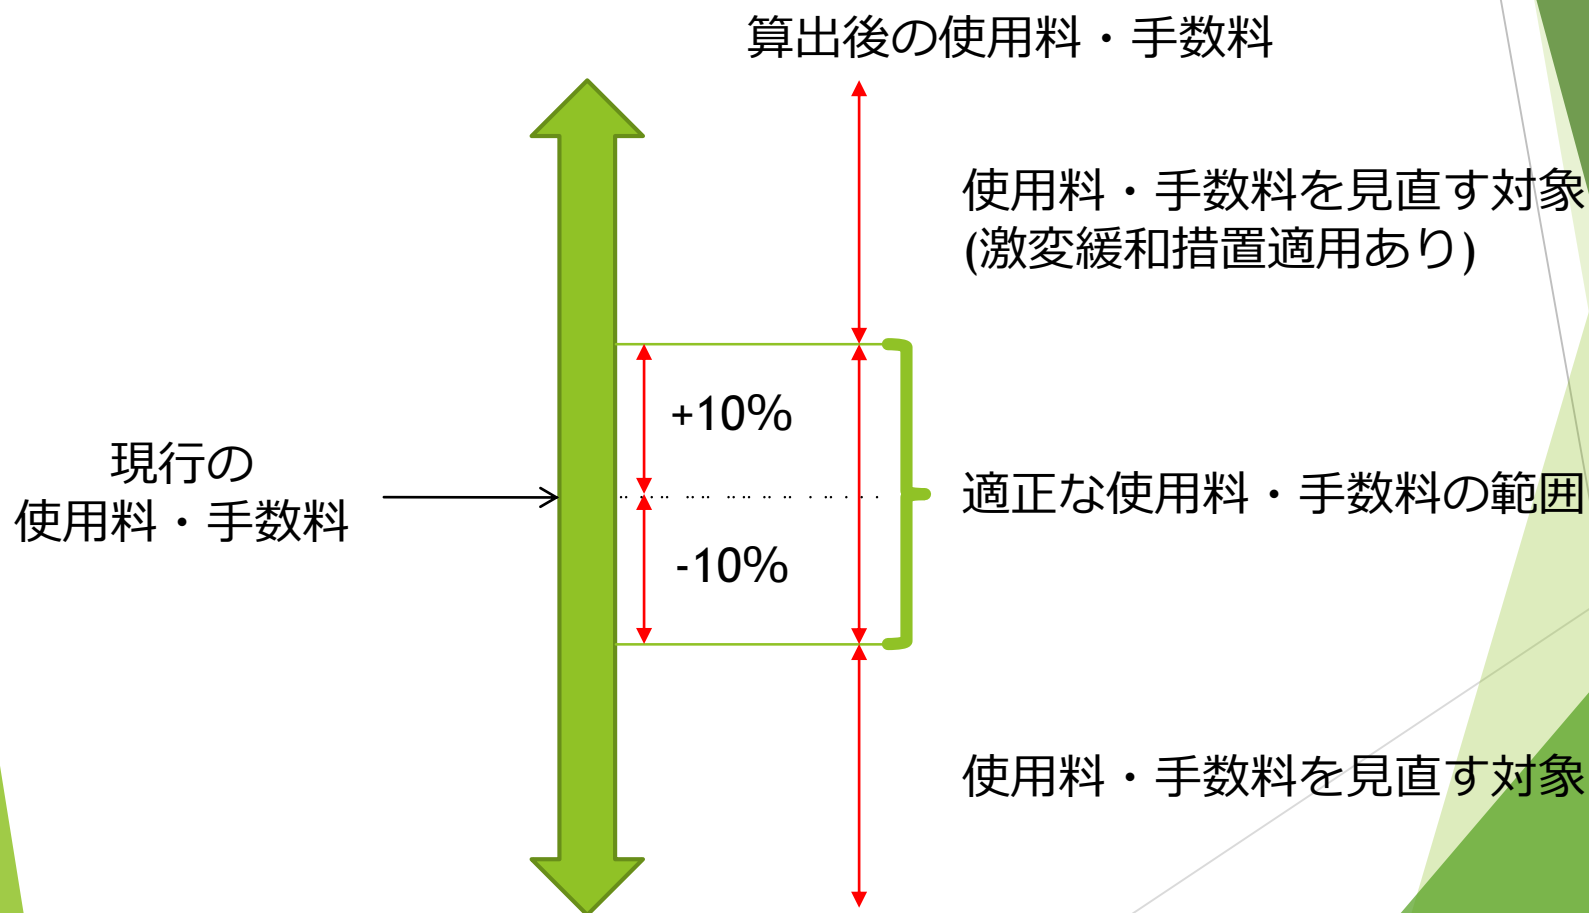 算出後の使用料・手数料
使用料・手数料を見直す対象
(激変緩和措置適用あり)
+10%
現行の
使用料・手数料
適正な使用料・手数料の範囲
-10%
使用料・手数料を見直す対象